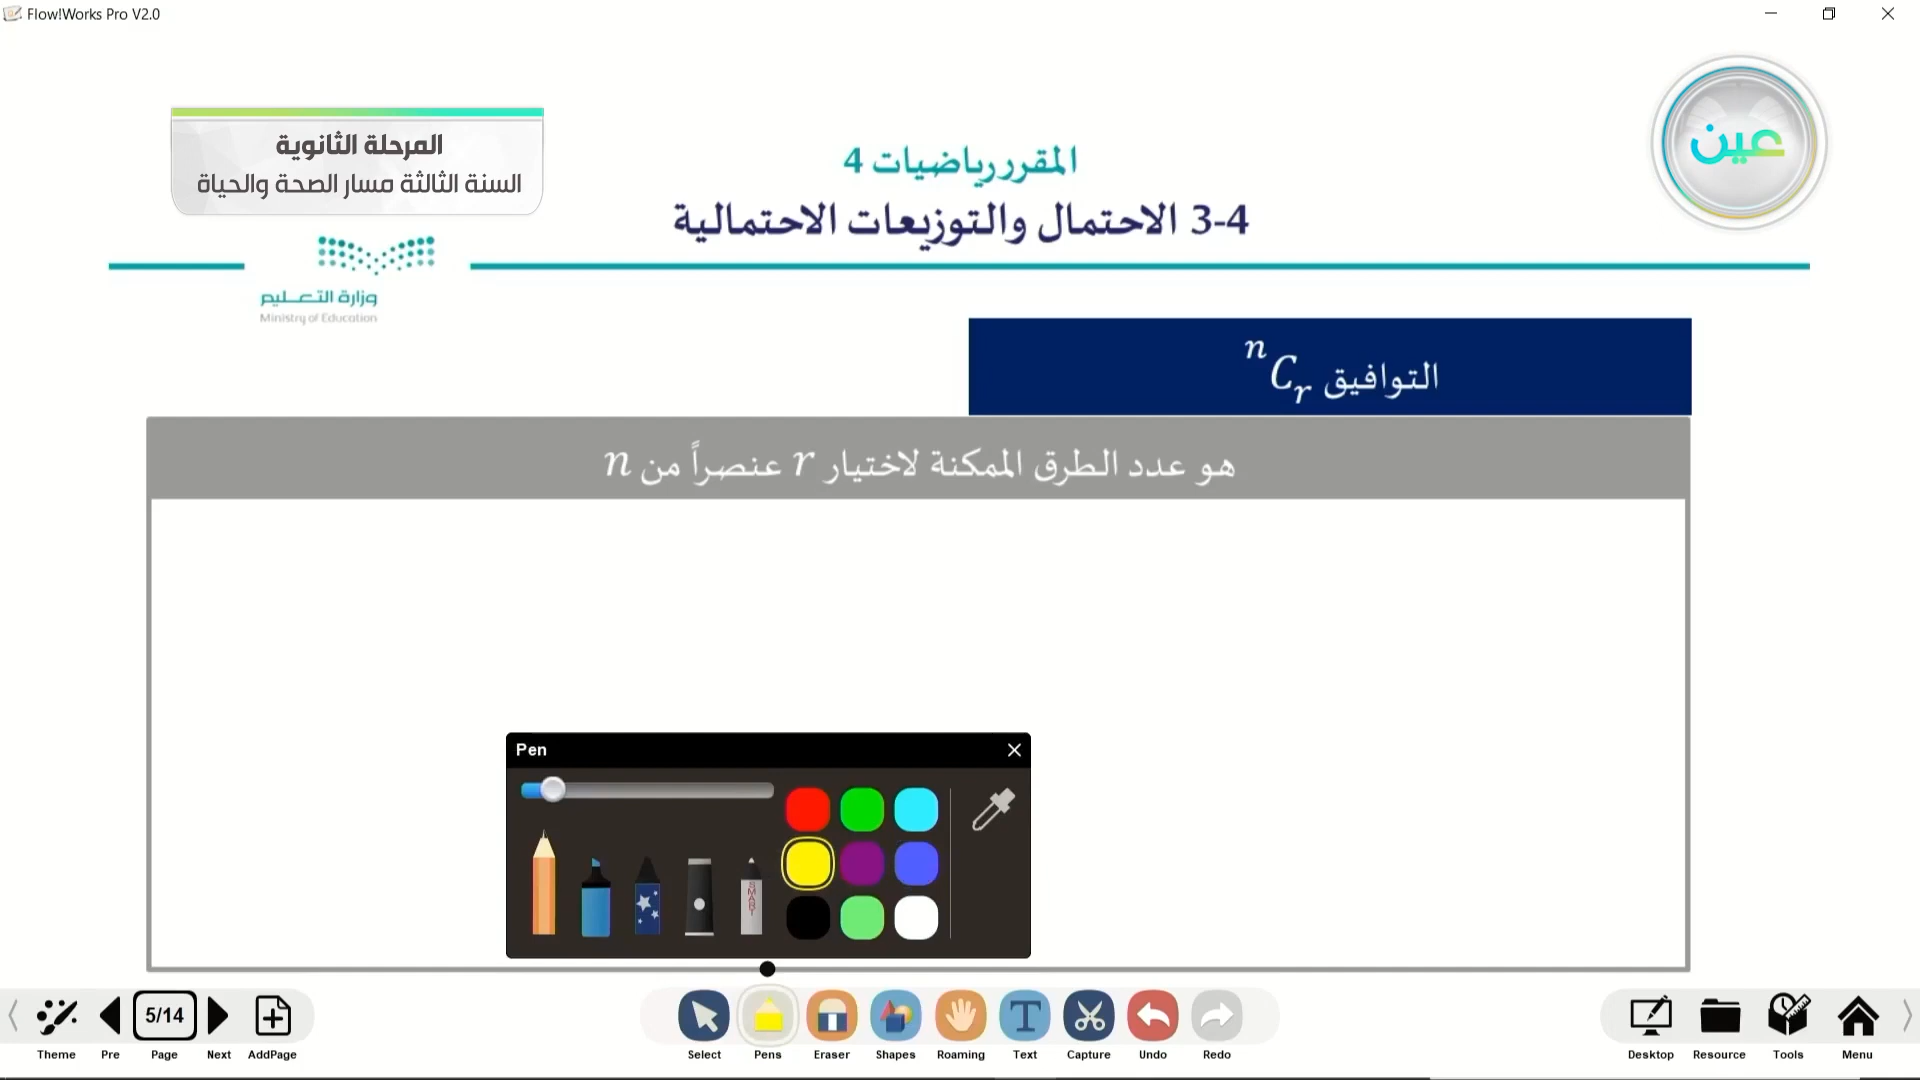 Flow!Works Pro V2.0
عين
المرحلة الثانوية
السنة الثالثة مسار الصحة والحياة
المقرر رياضيات 4
3-4 الاحتمال والتوزيعات الاحتمالية
وزارة التعليم
Ministry of Education
التوافيق nCr
هو عدد الطرق الممكنة لاختيار r عنصراً من n
Pen
SMART
5/14
Theme
Pre
Page
Next
AddPage
Select
Pens
Eraser
Shapes
Roaming
Text
Capture
Undo
Redo
Desktop
Resource
Tools
Menu